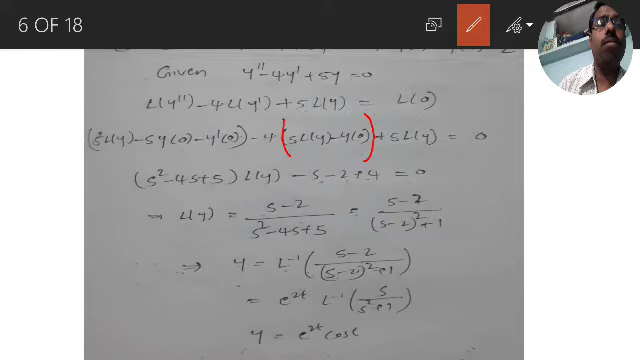 6 OF 18
Given y'' - 4y' + 5y = 0
L(y'') - 4L(y') + 5L(y) = L(0)
(s²L(y) - sy(0) - y'(0)) - 4 (sL(y) - y(0)) + 5L(y) = 0
(s² - 4s + 5) L(y) - s - 2 + 4 = 0
⇒ L(y) = s-2 / s²-4s+5 = s-2 / (s-2)²+1
⇒ y = L⁻¹ ( s-2 / (s-2)²+1 )
= e^2t L⁻¹ ( s / s²+1 )
y = e^2t cost